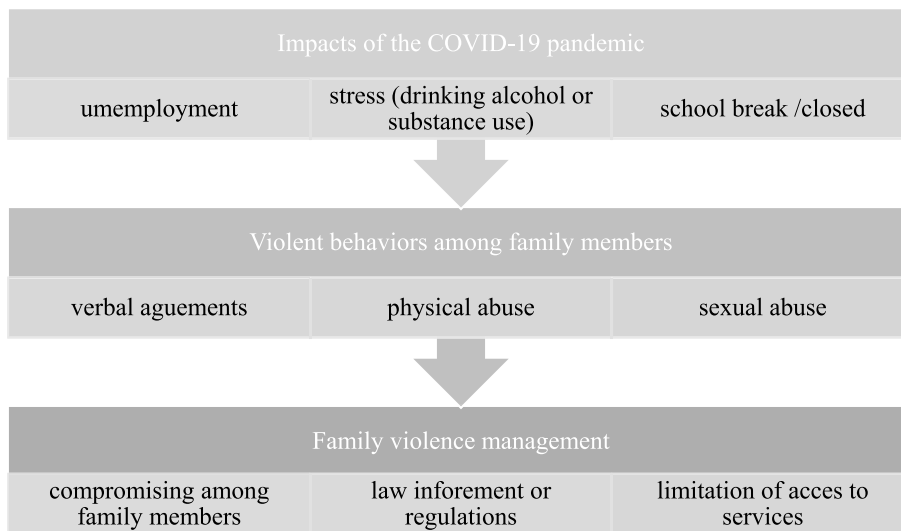 Impacts of the COVID-19 pandemic
umemployment
stress (drinking alcohol or
substance use)
school break /closed
Violent behaviors among family members
verbal aguements
physical abuse
sexual abuse
Family violence management
compromising among
family members
law inforement or
regulations
limitation of acces to
services